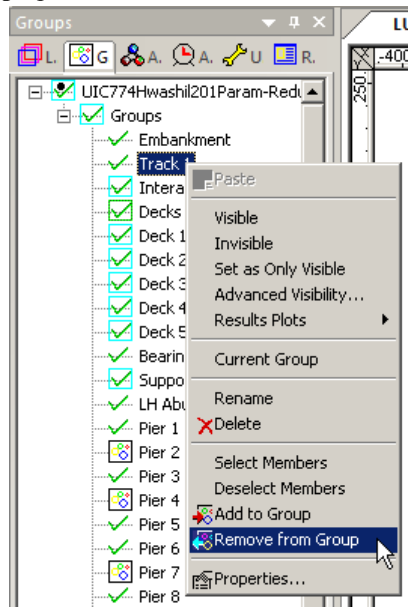 Groups
L. G A. A. U R.
LU
-400
250
UIC774Hwashil201Param-Redu
Groups
Embankment
Track 1
Intera
Decks
Deck 1
Deck 2
Deck 3
Deck 4
Deck 5
Bearin
Suppo
LH Abu
Pier 1
Pier 2
Pier 3
Pier 4
Pier 5
Pier 6
Pier 7
Pier 8
Paste
Visible
Invisible
Set as Only Visible
Advanced Visibility...
Results Plots
Current Group
Rename
Delete
Select Members
Deselect Members
Add to Group
Remove from Group
Properties...